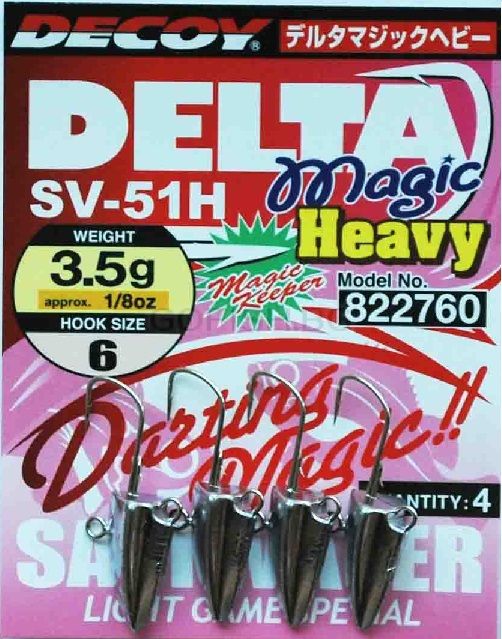 DECOY®
デルタマジックヘビー
DELTA
Magic
SV-51H
Heavy
WEIGHT
3.5g
approx. 1/8oz
HOOK SIZE
6
Magic
Keeper
Model No.
822760
Darting
Magic!!
QUANTITY: 4
LIGHT GAME SPECIAL